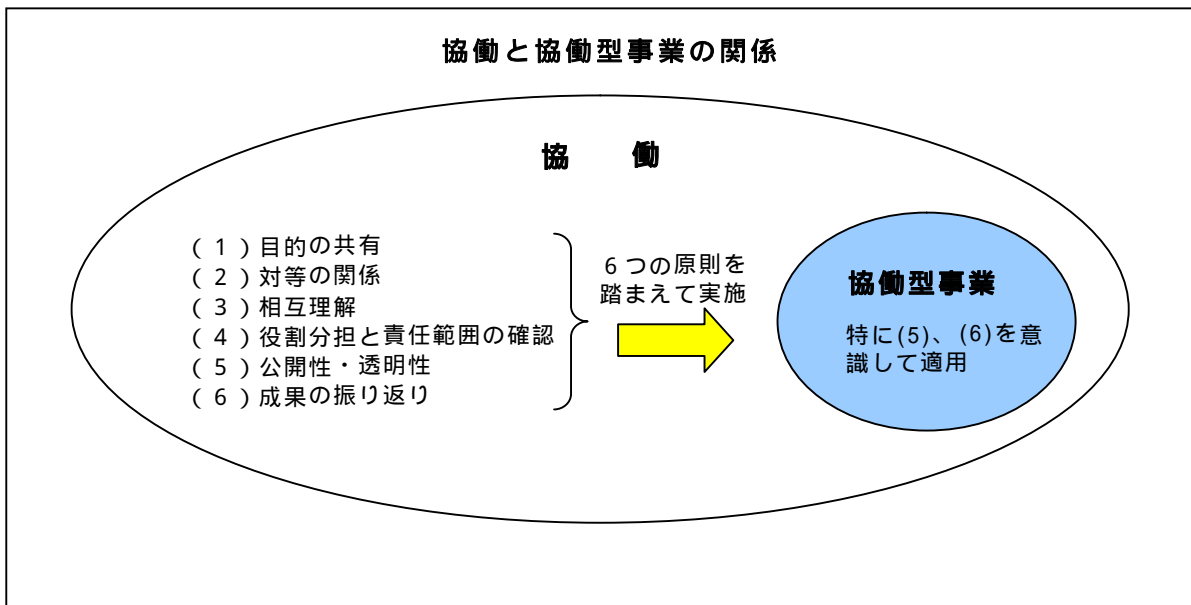 協働と協働型事業の関係
協　　働
（１）目的の共有
（２）対等の関係
（３）相互理解
（４）役割分担と責任範囲の確認
（５）公開性・透明性
（６）成果の振り返り
６つの原則を
踏まえて実施
協働型事業
特に(5)、(6)を意
識して適用